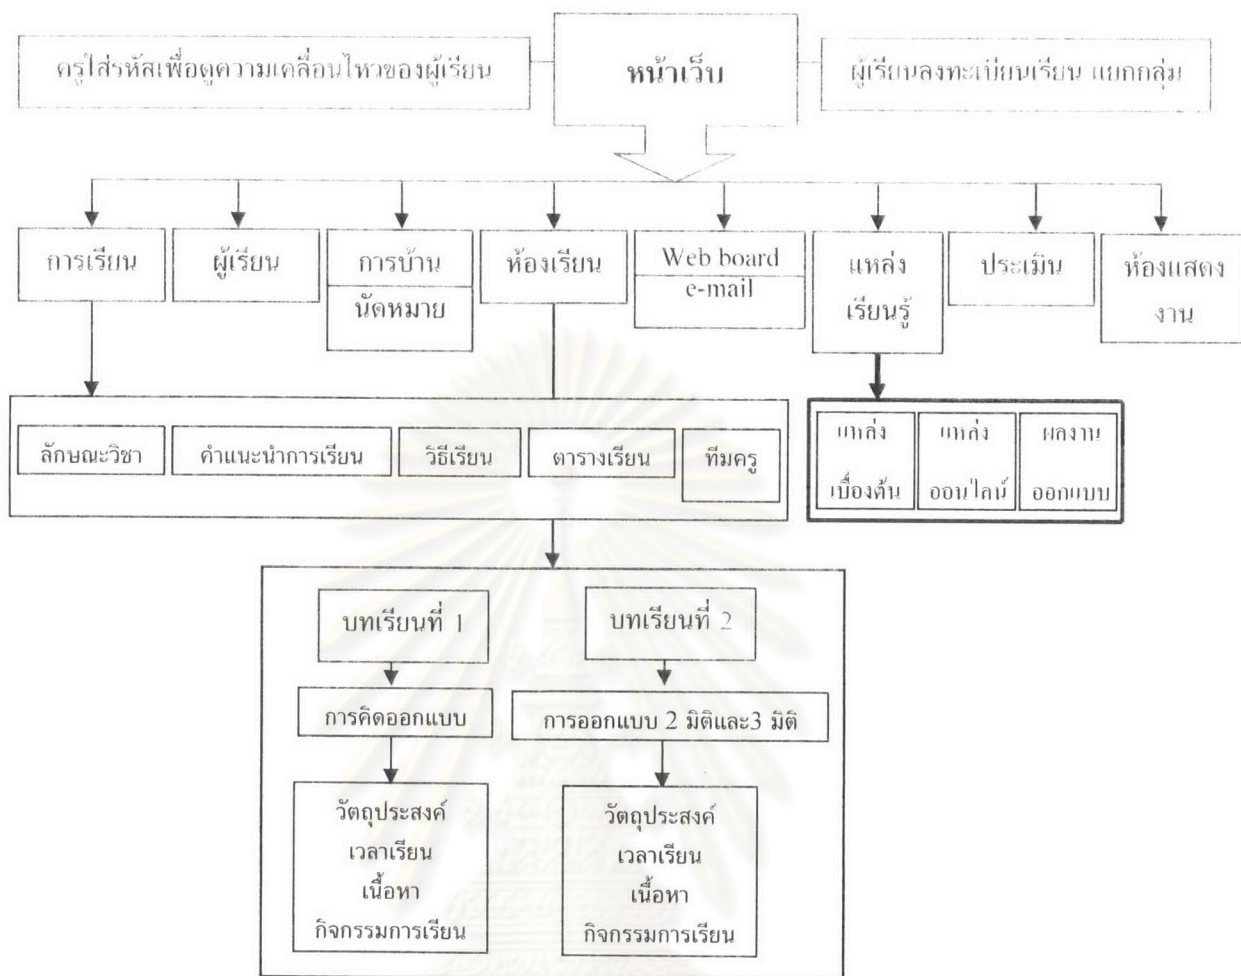 ครูใส่รหัสเพื่อดูความเคลื่อนไหวของผู้เรียน
หน้าเว็บ
ผู้เรียนลงทะเบียนเรียน แยกกลุ่ม
การเรียน
ผู้เรียน
การบ้าน
นัดหมาย
ห้องเรียน
Web board
e-mail
แหล่ง
เรียนรู้
ประเมิน
ห้องแสดง
งาน
ลักษณะวิชา
คำแนะนำการเรียน
วิธีเรียน
ตารางเรียน
ทีมครู
แหล่ง
เบื้องต้น
แหล่ง
ออนไลน์
ผลงาน
ออกแบบ
บทเรียนที่ 1
บทเรียนที่ 2
การคิดออกแบบ
การออกแบบ 2 มิติและ3 มิติ
วัตถุประสงค์
เวลาเรียน
เนื้อหา
กิจกรรมการเรียน
วัตถุประสงค์
เวลาเรียน
เนื้อหา
กิจกรรมการเรียน